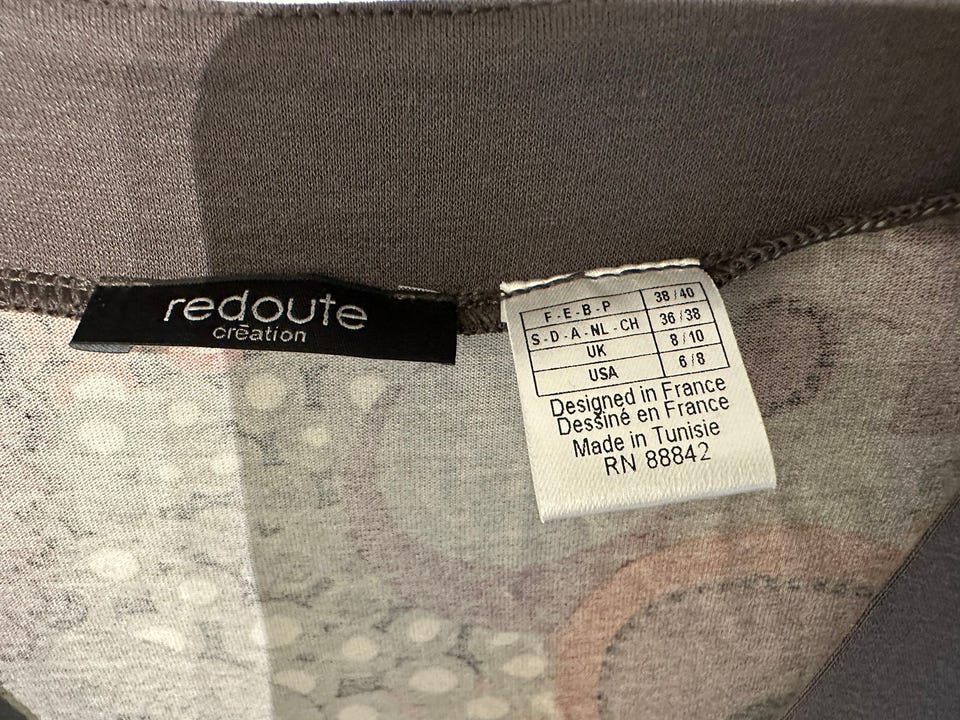 redoute
création
F - E - B - P 38 / 40
S - D - A - NL - CH 36 / 38
UK 8 / 10
USA 6 / 8
Designed in France
Dessiné en France
Made in Tunisie
RN 88842